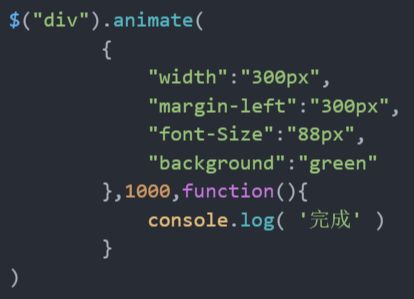 $("div").animate(
{
"width":"300px",
"margin-left":"300px",
"font-Size":"88px",
"background":"green"
},1000,function(){
console.log( '完成' )
}
)